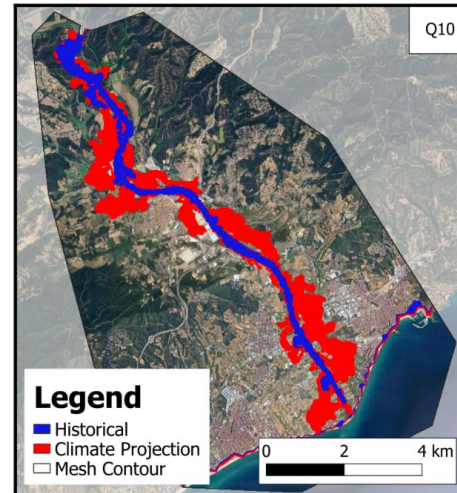 Q10
Legend
Historical
Climate Projection
Mesh Contour
0 2 4 km